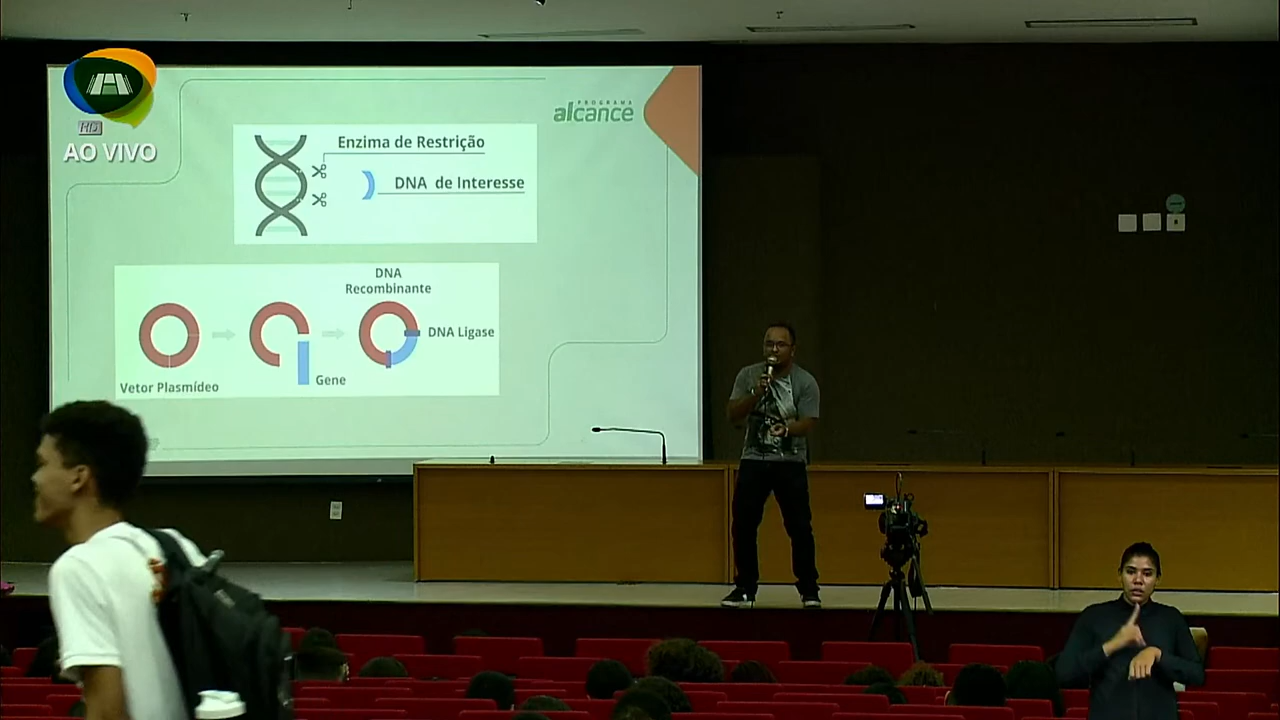 HD
AO VIVO
PROGRAMA
alcance
Enzima de Restrição
DNA de Interesse
DNA
Recombinante
DNA Ligase
Gene
Vetor Plasmídeo